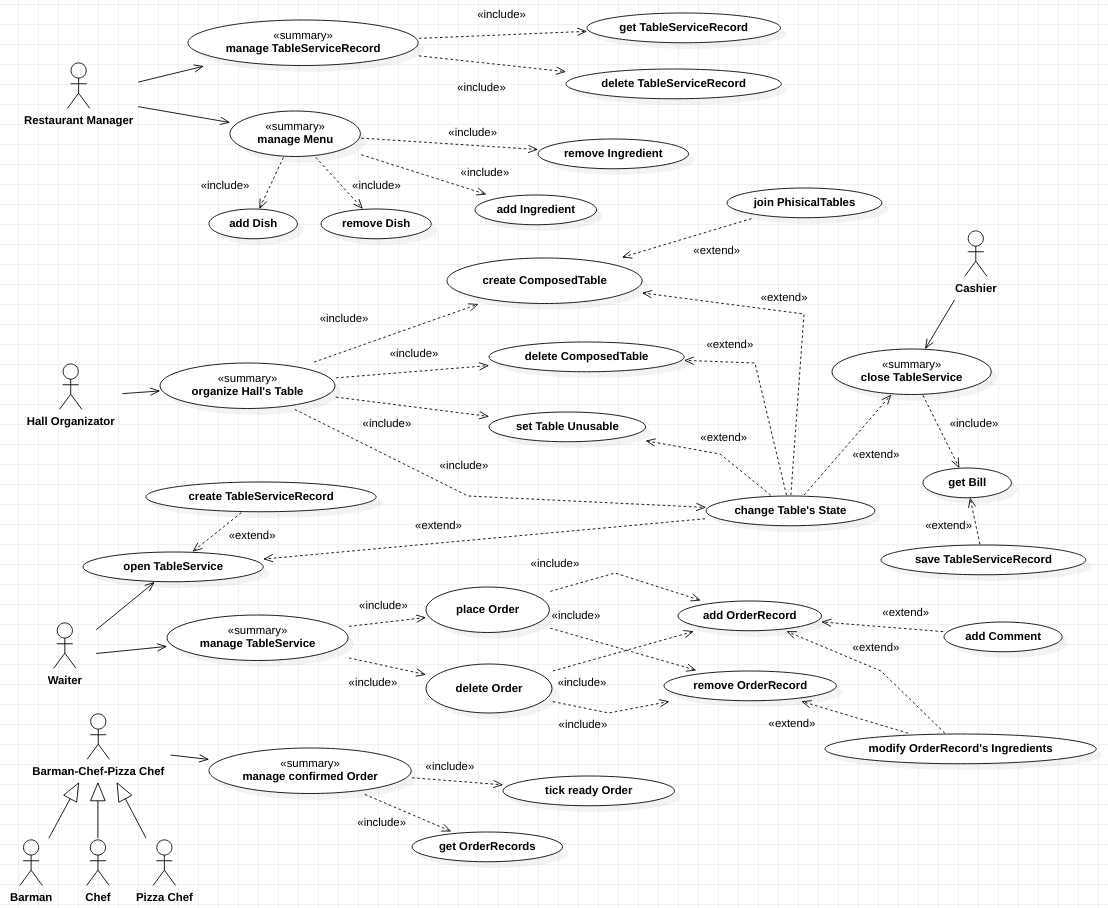 «include»
get TableServiceRecord
«summary»
manage TableServiceRecord
delete TableServiceRecord
«include»
Restaurant Manager
«summary»
manage Menu
«include»
remove Ingredient
«include»
«include»
«include»
add Dish
remove Dish
add Ingredient
join PhisicalTables
«extend»
create ComposedTable
Cashier
«extend»
«include»
«extend»
«include»
delete ComposedTable
«summary»
close TableService
«summary»
organize Hall's Table
Hall Organizator
«include»
set Table Unusable
«extend»
«include»
«include»
«extend»
get Bill
create TableServiceRecord
change Table's State
«extend»
«extend»
«extend»
open TableService
save TableServiceRecord
«include»
«include»
place Order
«include»
add OrderRecord
«extend»
add Comment
«summary»
manage TableService
«extend»
Waiter
«include»
delete Order
«include»
remove OrderRecord
«include»
«extend»
modify OrderRecord's Ingredients
Barman-Chef-Pizza Chef
«summary»
manage confirmed Order
«include»
tick ready Order
«include»
get OrderRecords
Barman
Chef
Pizza Chef